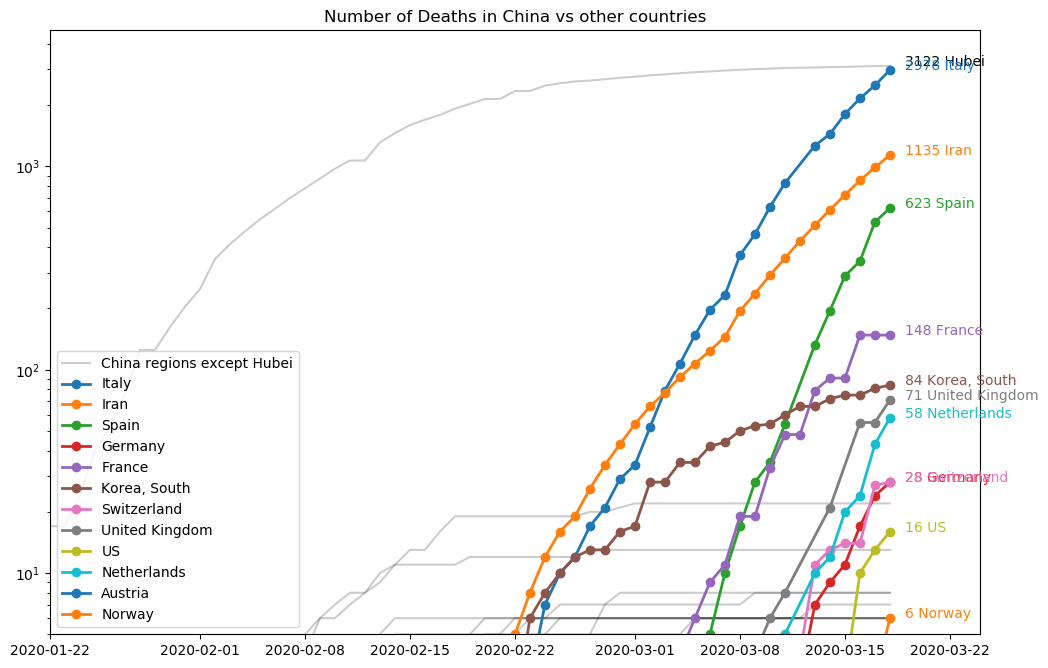 Number of Deaths in China vs other countries
3122 Hubei
2978 Italy
10³
1135 Iran
623 Spain
148 France
10²
84 Korea, South
71 United Kingdom
58 Netherlands
28 Germany
28 Switzerland
16 US
10¹
6 Norway
China regions except Hubei
Italy
Iran
Spain
Germany
France
Korea, South
Switzerland
United Kingdom
US
Netherlands
Austria
Norway
2020-01-22 2020-02-01 2020-02-08 2020-02-15 2020-02-22 2020-03-01 2020-03-08 2020-03-15 2020-03-22